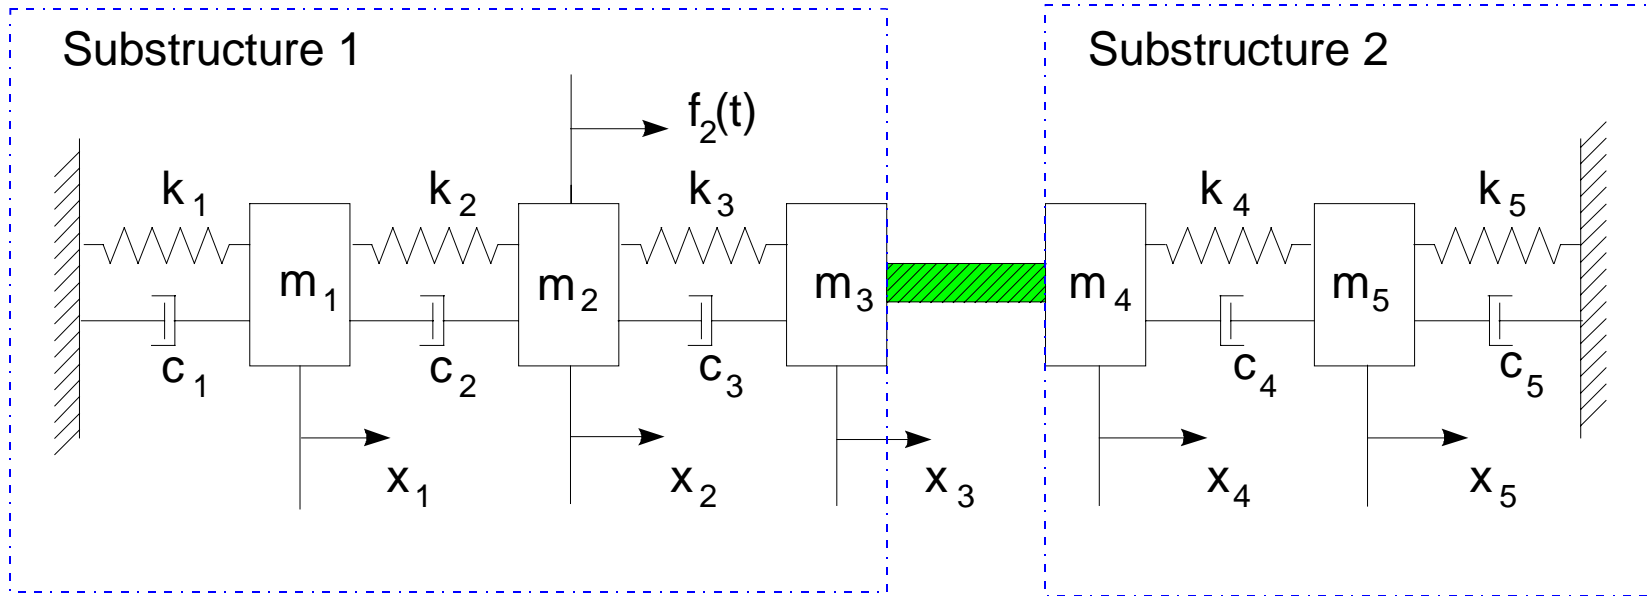 Substructure 1
Substructure 2
f2(t)
k1 k2 k3 k4 k5
m1 m2 m3 m4 m5
c1 c2 c3 c4 c5
x1 x2 x3 x4 x5